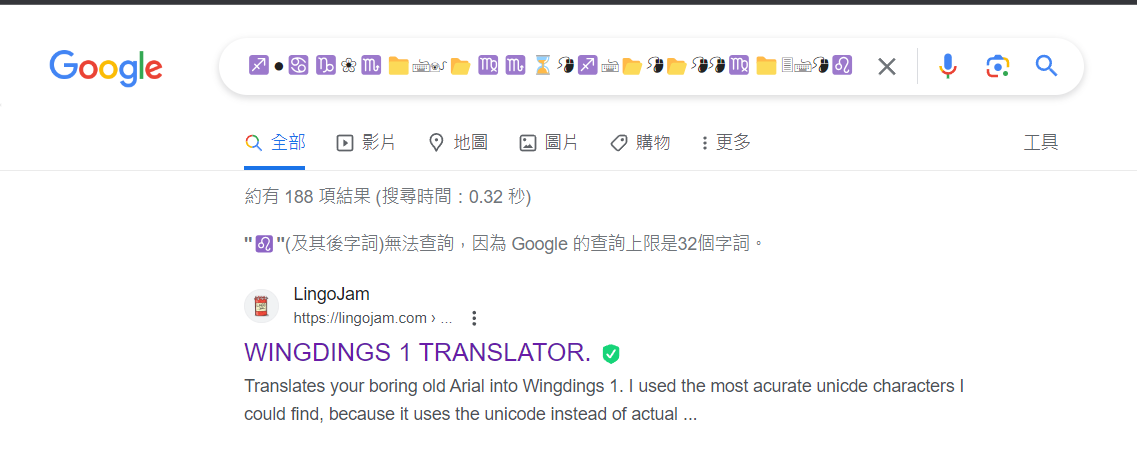 Google
♐●♋ ♑❀♏ 📁⌨🙰📂 ♍♏ ⌛🖰♐⌨📂🖰📂🖰🖰♍ 📁🗏⌨🖰♌
全部
影片
地圖
圖片
購物
更多
工具
約有 188 項結果 (搜尋時間：0.32 秒)
"♌"(及其後字詞)無法查詢，因為 Google 的查詢上限是32個字詞。
LingoJam
https://lingojam.com › ...
WINGDINGS 1 TRANSLATOR.
Translates your boring old Arial into Wingdings 1. I used the most acurate unicde characters I
could find, because it uses the unicode instead of actual ...